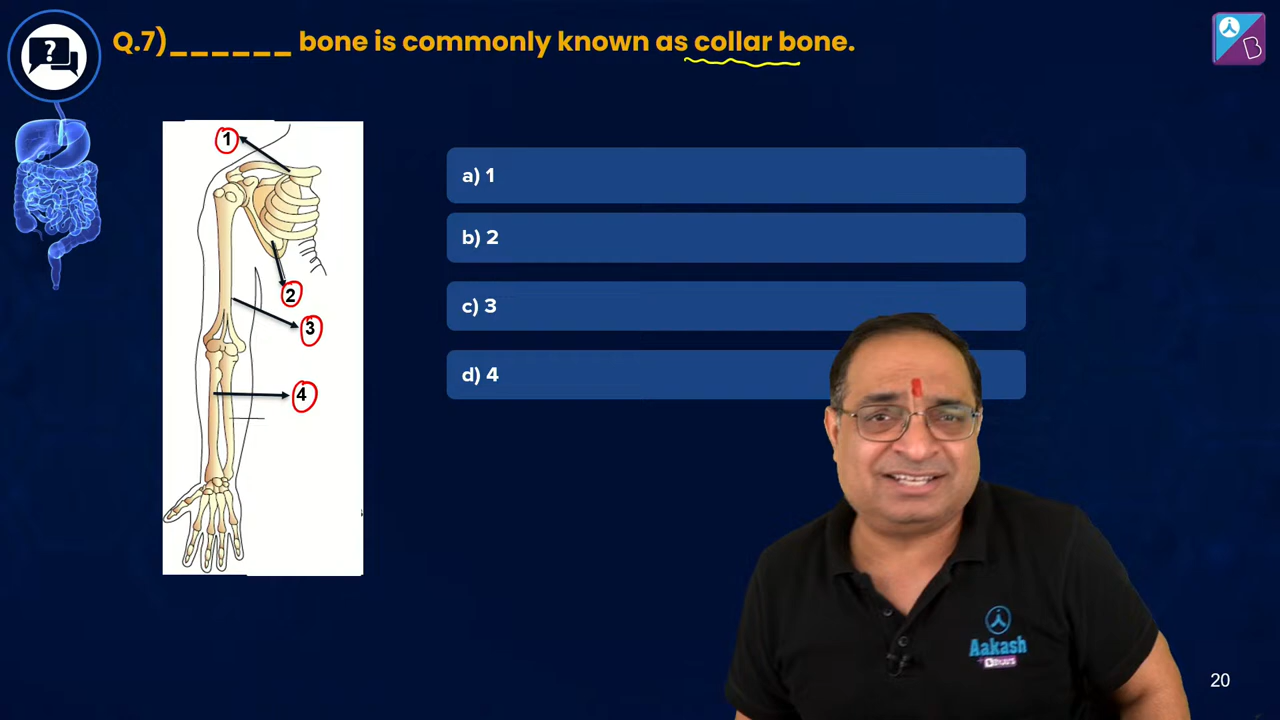 Q.7)______ bone is commonly known as collar bone.
1
2
3
4
a) 1
b) 2
c) 3
d) 4
Aakash
20